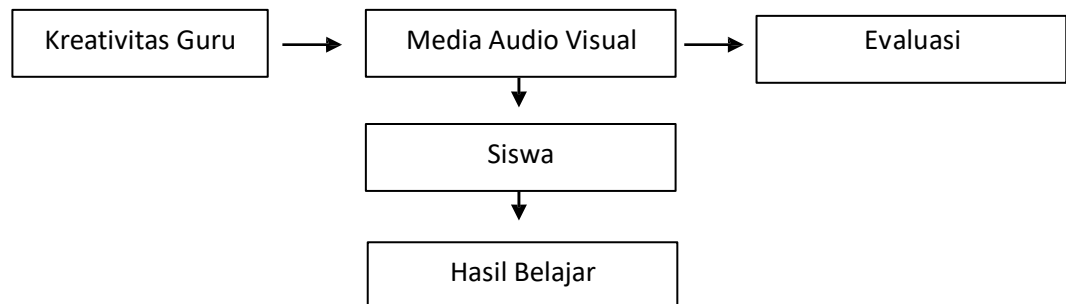 Kreativitas Guru
Media Audio Visual
Evaluasi
Siswa
Hasil Belajar